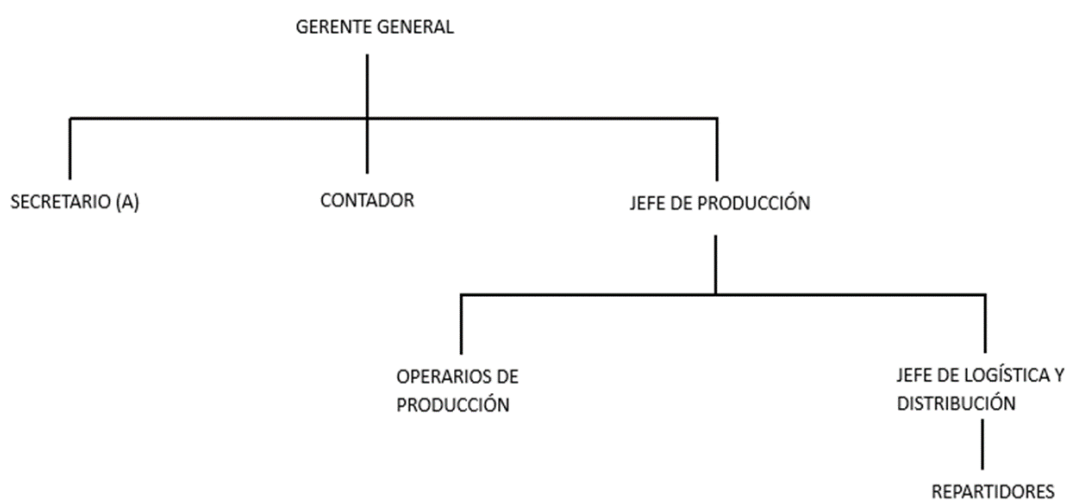 GERENTE GENERAL
SECRETARIO (A)
CONTADOR
JEFE DE PRODUCCIÓN
OPERARIOS DE
PRODUCCIÓN
JEFE DE LOGÍSTICA Y
DISTRIBUCIÓN
REPARTIDORES